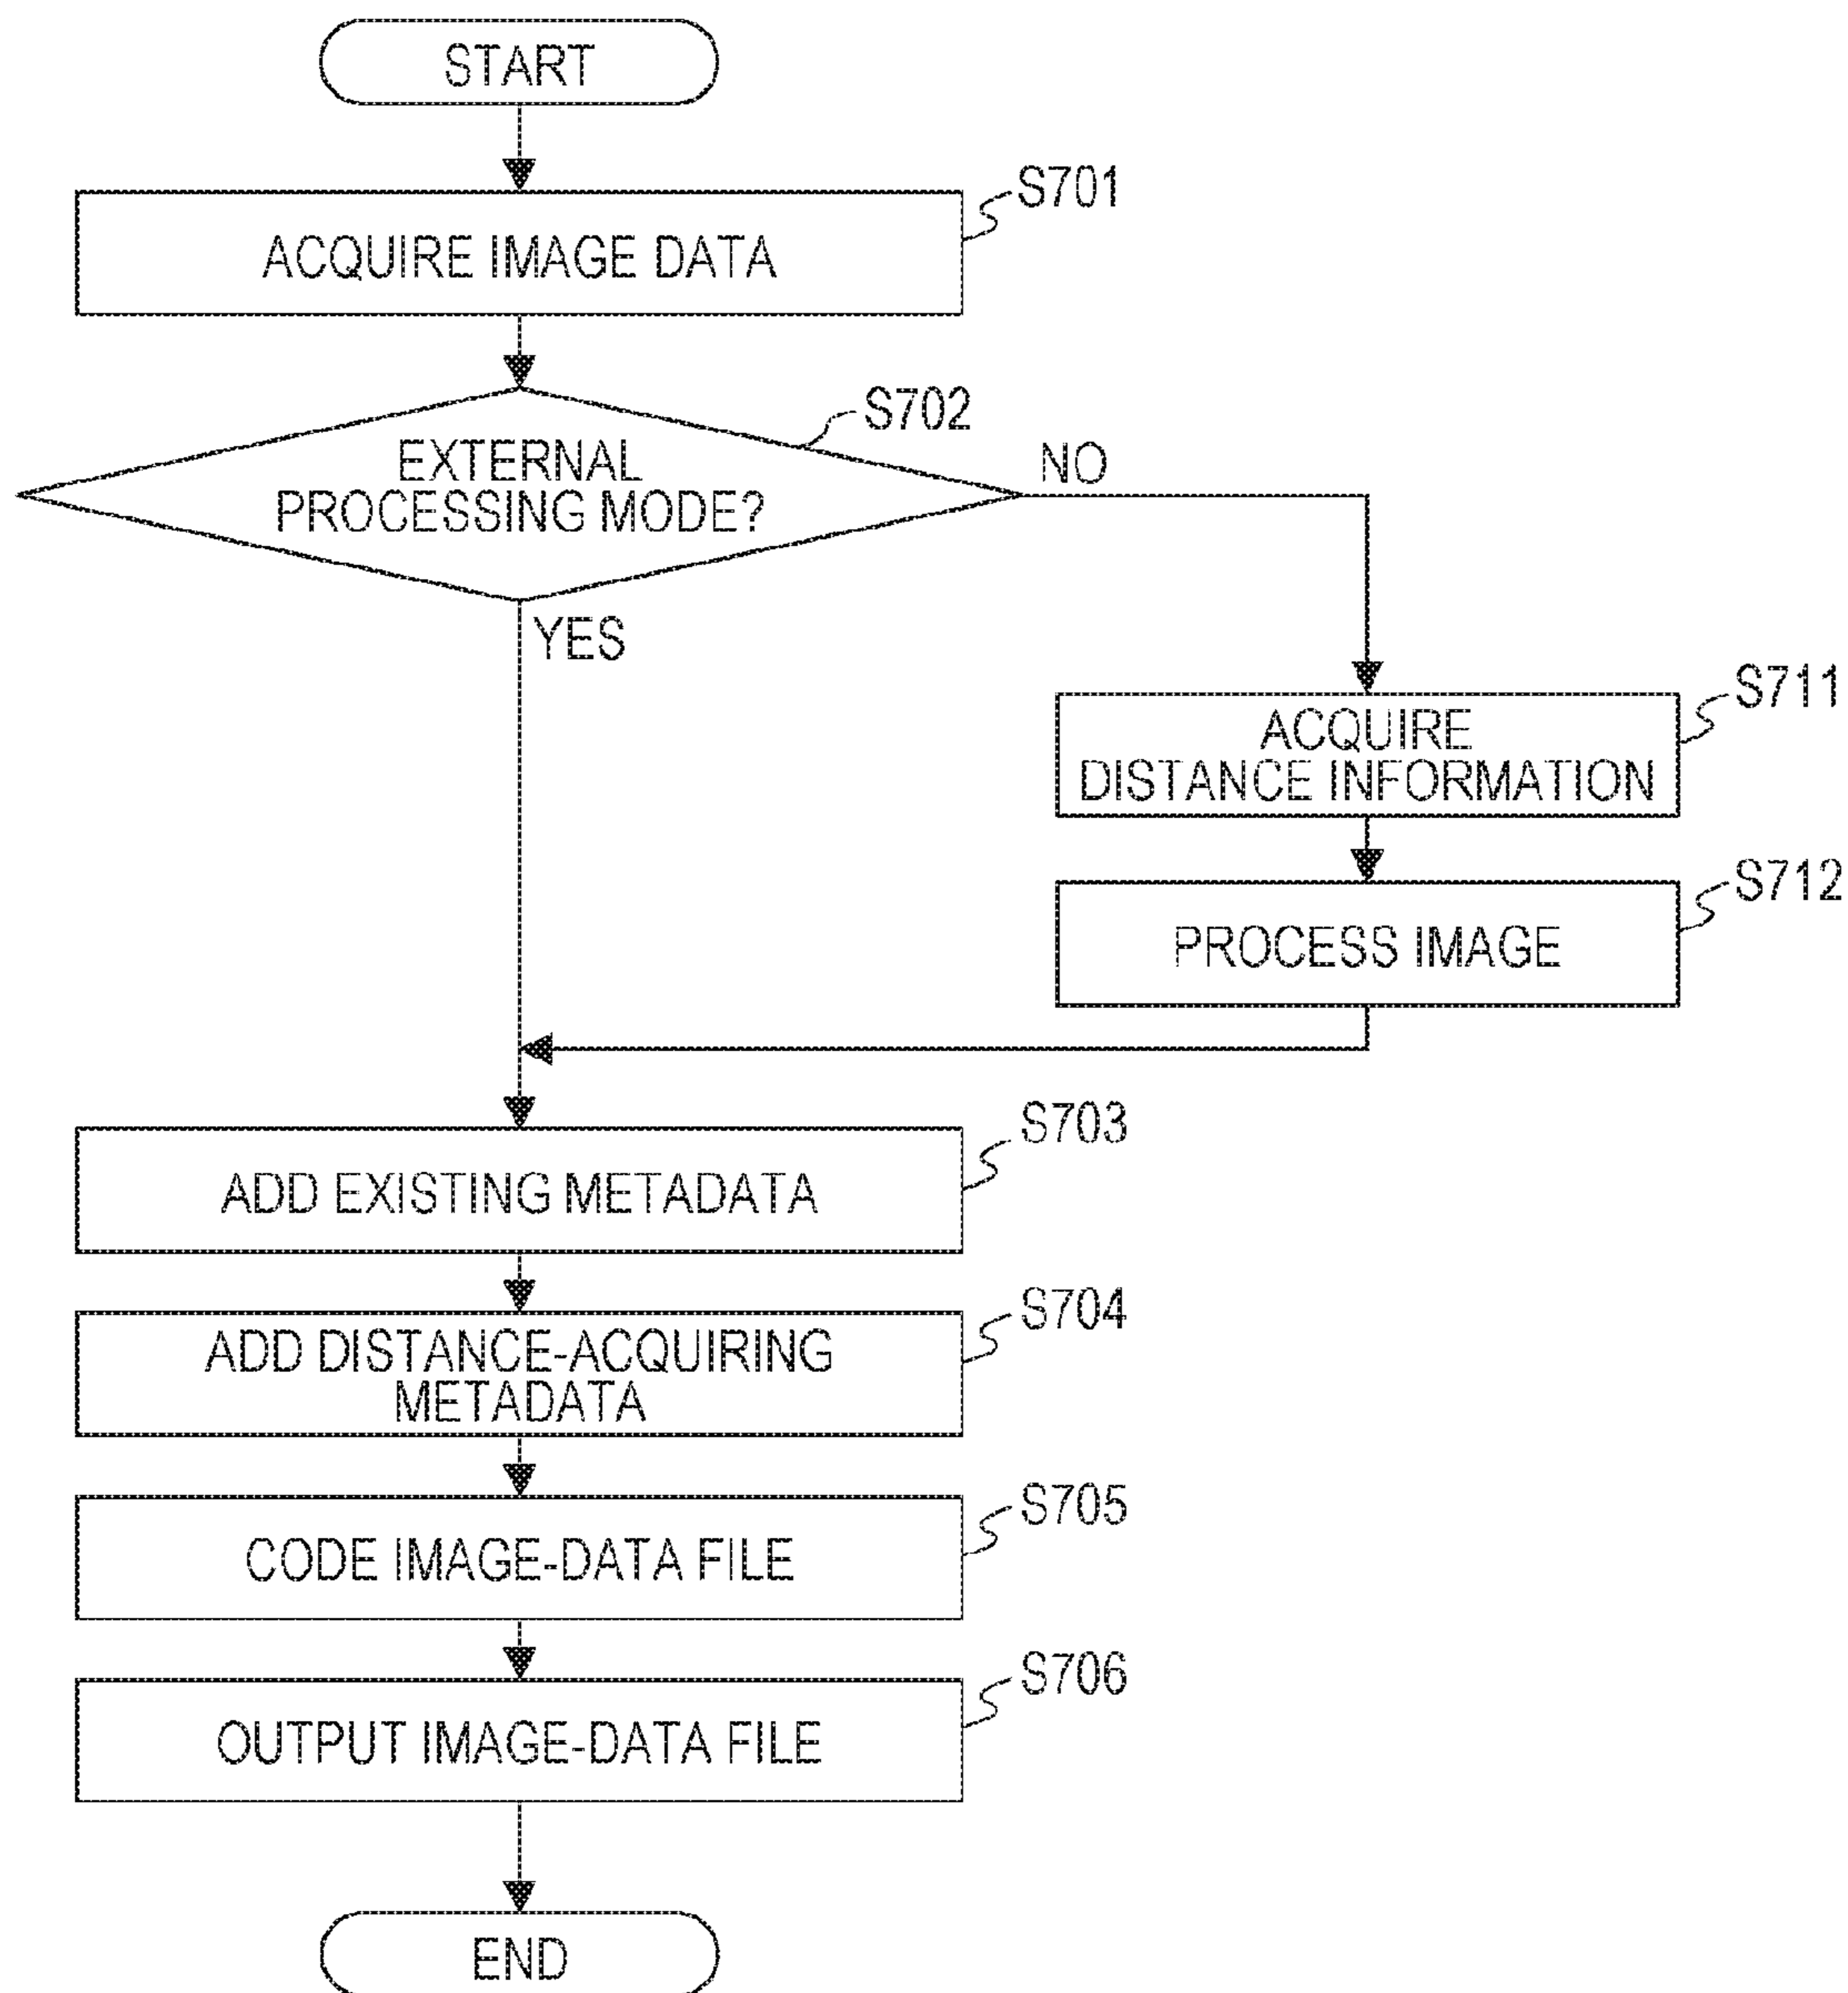 START
S701
ACQUIRE IMAGE DATA
S702
EXTERNAL
PROCESSING MODE?
NO
YES
S711
ACQUIRE
DISTANCE INFORMATION
S712
PROCESS IMAGE
S703
ADD EXISTING METADATA
S704
ADD DISTANCE-ACQUIRING
METADATA
S705
CODE IMAGE-DATA FILE
S706
OUTPUT IMAGE-DATA FILE
END